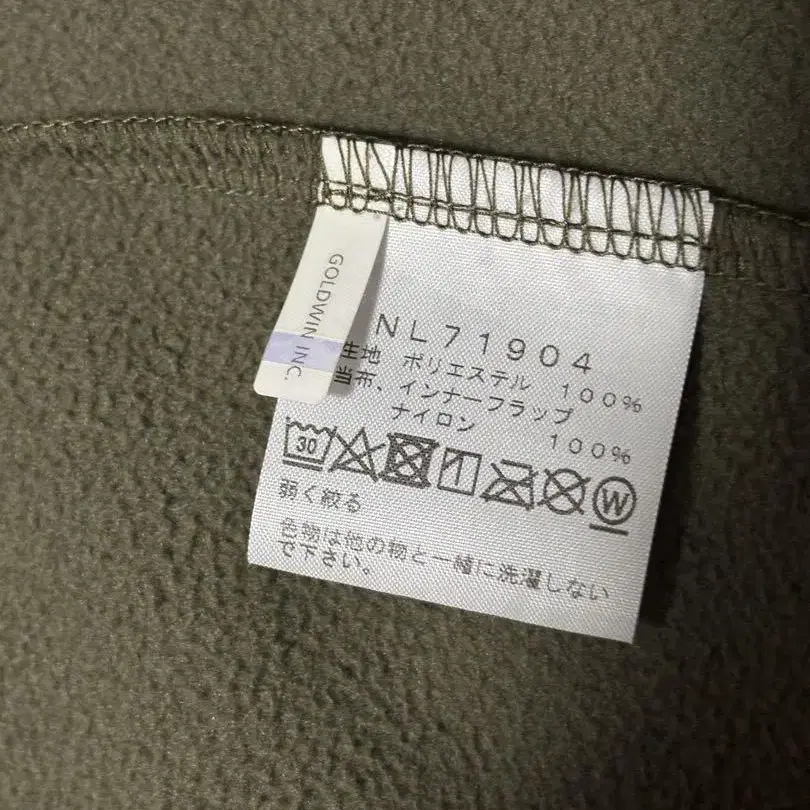 GOLDWIN INC.
NL71904
生地 ポリエステル 100%
当布、インナーフラップ
ナイロン 100%
30
W
弱く絞る
色物は他の物と一緒に洗濯しない
で下さい。